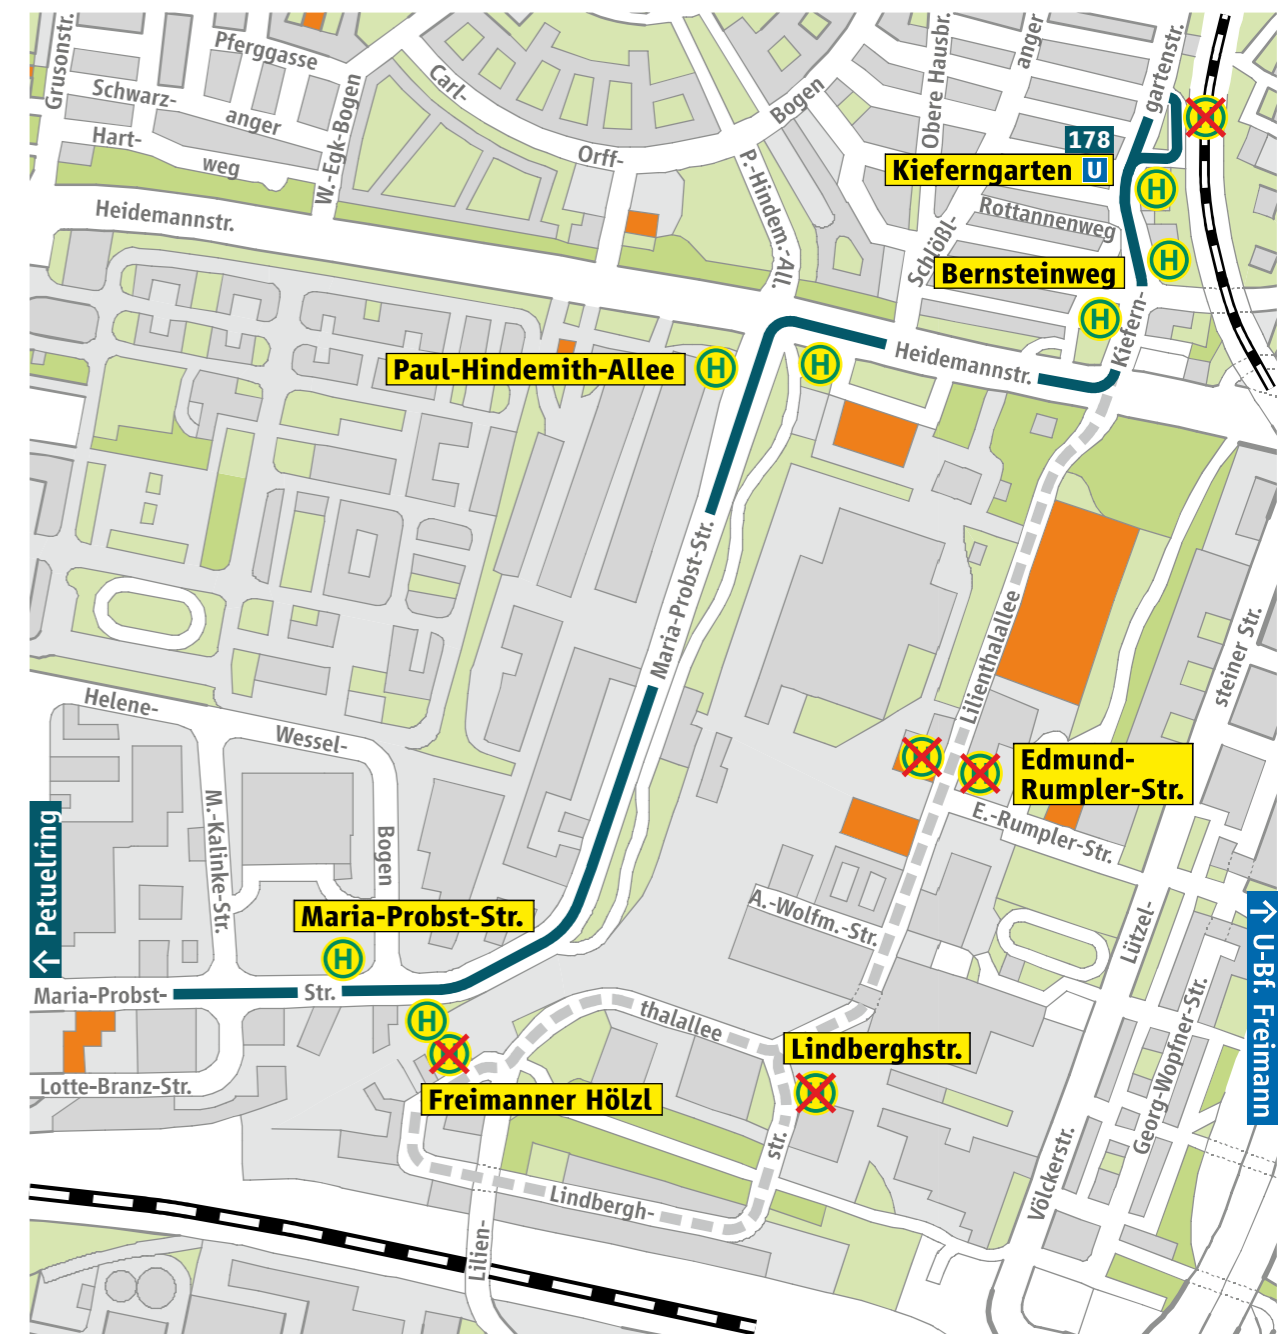 Grusonstr.
Pferggasse
Schwarz-
anger
Hart-
weg
W.-Egk-Bogen
Carl-
Orff-
Bogen
P.-Hindem.-All.
Obere Hausbr.
anger
gartenstr.
178
Kieferngarten U
H
Rottannenweg
Schlößl-
Heidemannstr.
Bernsteinweg
H
H
Kiefern-
Paul-Hindemith-Allee
H
H
Heidemannstr.
Maria-Probst-Str.
Lilienthalallee
steiner Str.
Helene-
Wessel-
Bogen
M.-Kalinke-Str.
Edmund-
Rumpler-Str.
E.-Rumpler-Str.
A.-Wolfm.-Str.
Lützel-
← Petuelring
Maria-Probst-Str.
H
Maria-Probst-
Str.
H
Lotte-Branz-Str.
Freimanner Hölzl
thalallee
Lindberghstr.
str.
Lindbergh-
Lilien-
Völckerstr.
Georg-Wopfner-Str.
← U-Bf. Freimann